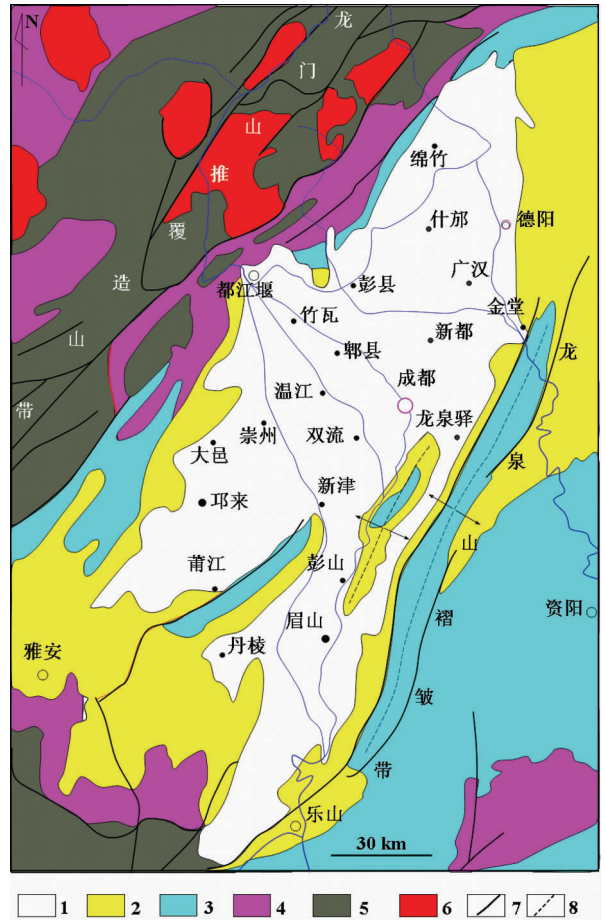 N
龙
门
山
推
覆
造
山
带
绵竹
什邡
德阳
广汉
都江堰
彭县
金堂
竹瓦
新都
郫县
龙
温江
成都
崇州
双流
龙泉驿
大邑
泉
邛来
新津
山
莆江
彭山
褶
资阳
眉山
雅安
丹棱
皱
带
乐山
30 km
1 2 3 4 5 6 7 8